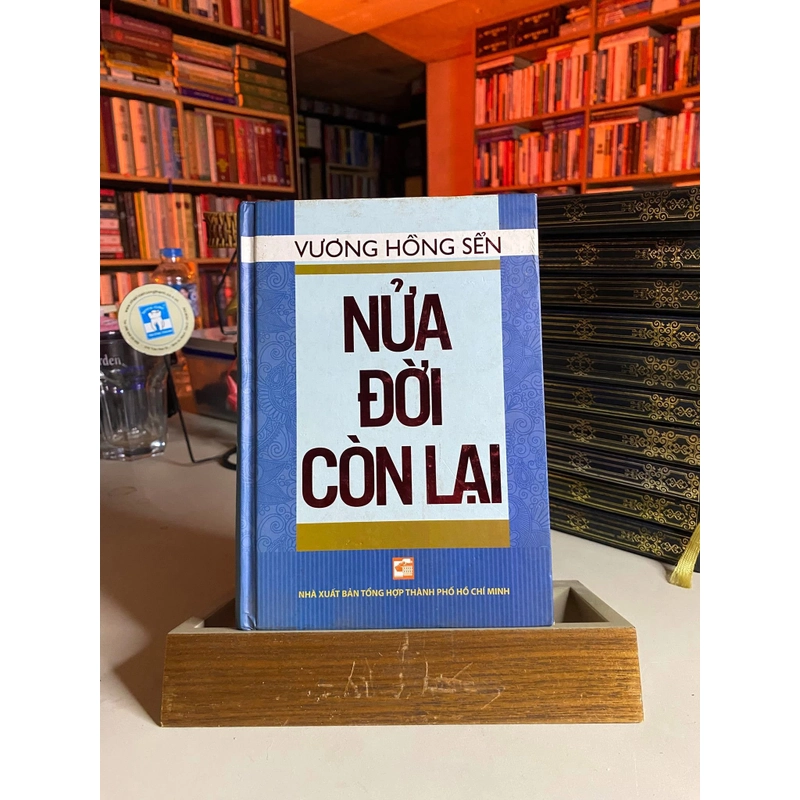 VƯƠNG HỒNG SỂN
NỬA
ĐỜI
CÒN LẠI
NHÀ XUẤT BẢN TỔNG HỢP THÀNH PHỐ HỒ CHÍ MINH